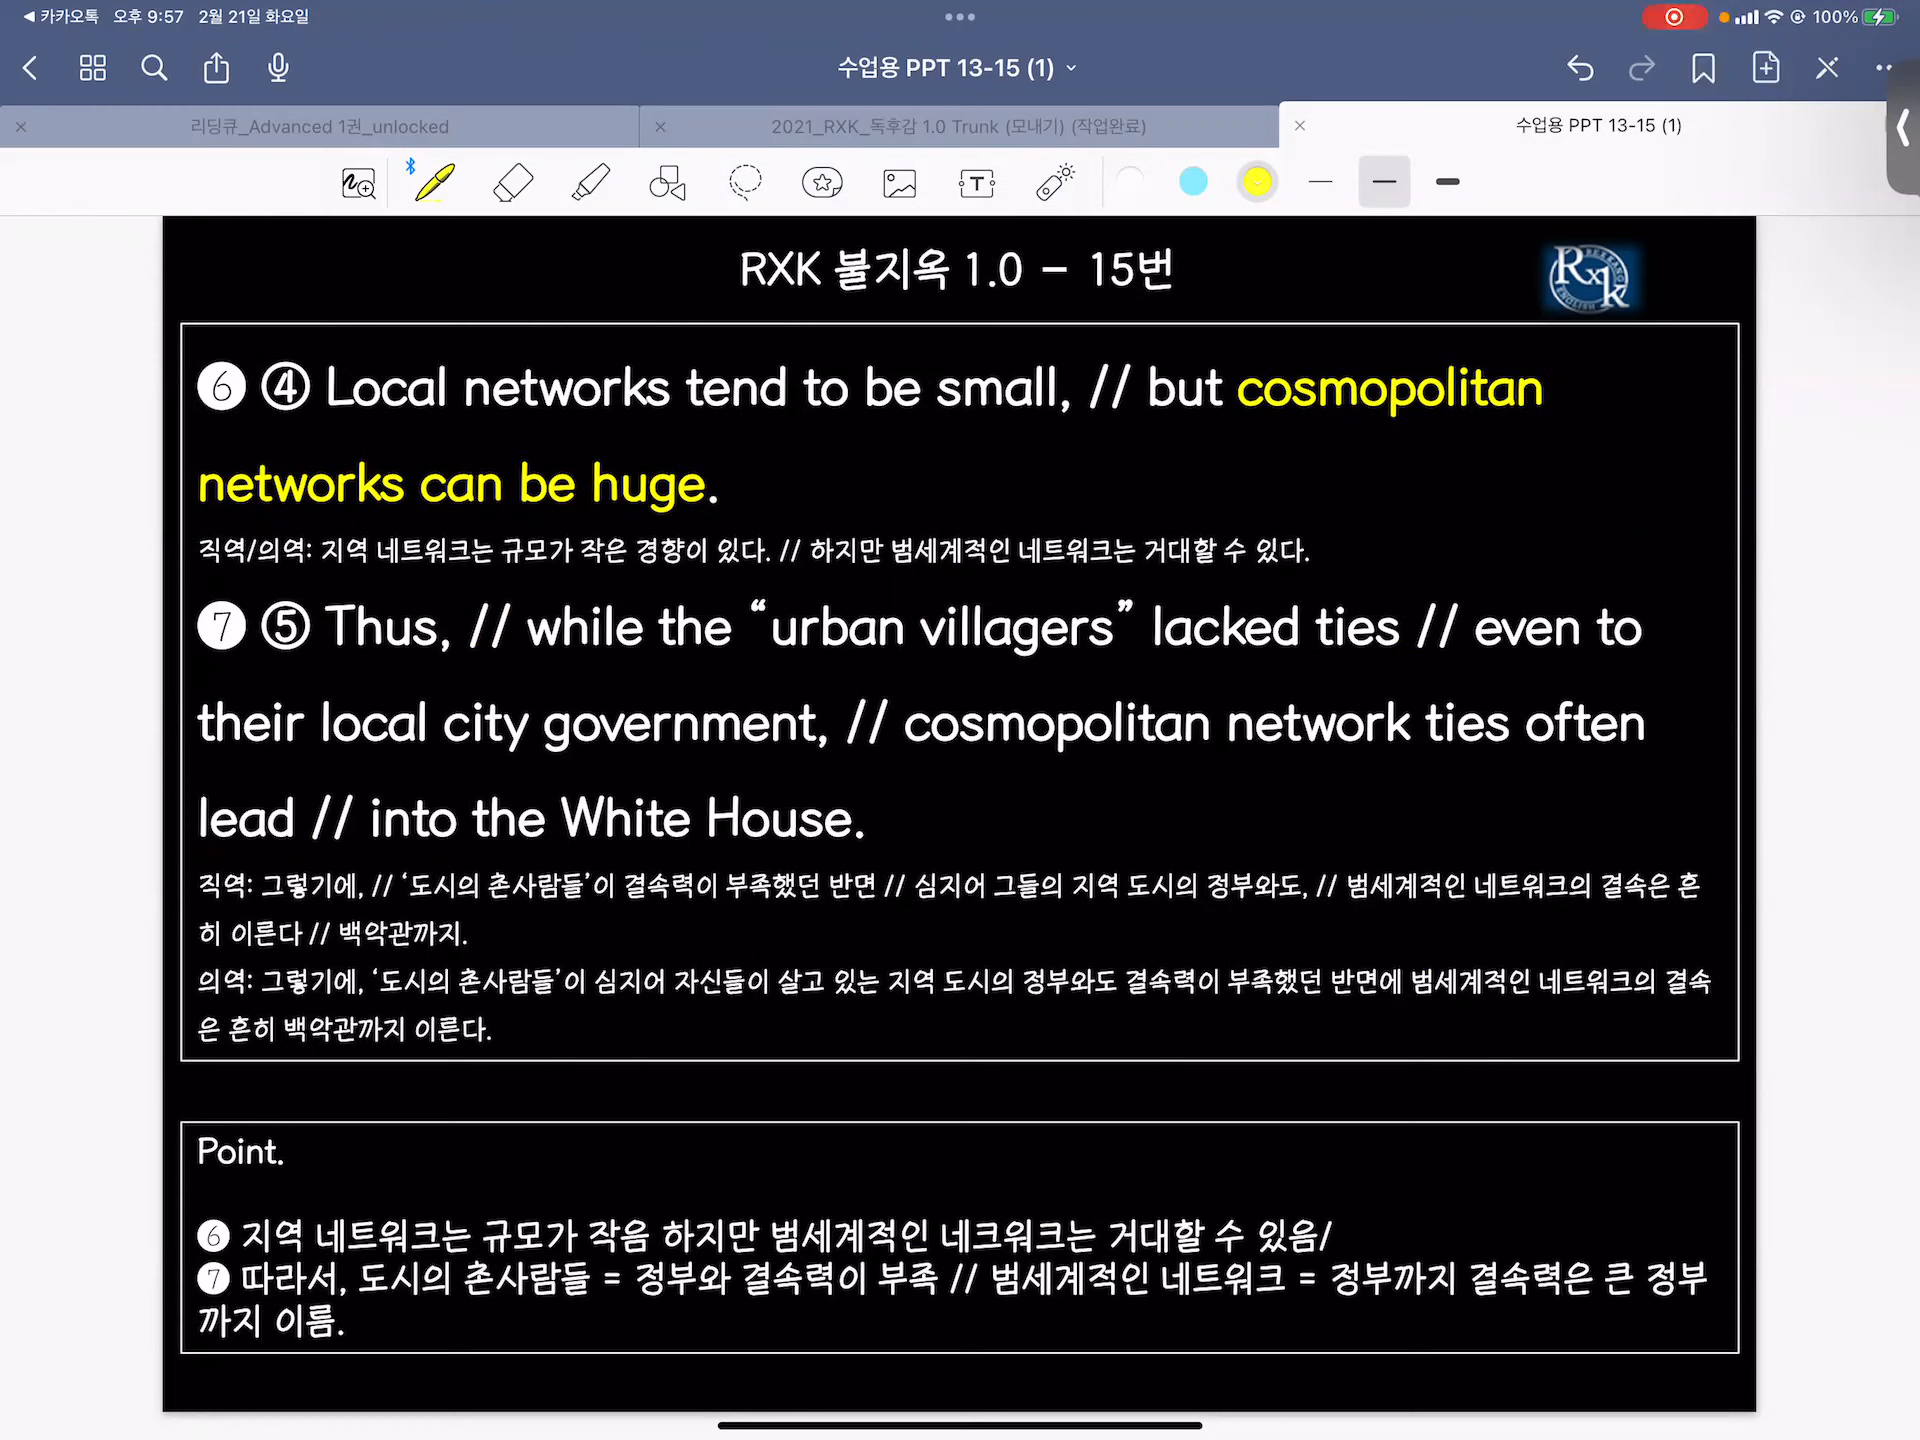 ◀ 카카오톡 오후 9:57 2월 21일 화요일 100%
수업용 PPT 13-15 (1)
리딩큐_Advanced 1권_unlocked
2021_RXK_독후감 1.0 Trunk (모내기) (작업완료)
수업용 PPT 13-15 (1)
RXK 불지옥 1.0 – 15번
RxK
ENGLISH
❻ ④ Local networks tend to be small, // but cosmopolitan
networks can be huge.
직역/의역: 지역 네트워크는 규모가 작은 경향이 있다. // 하지만 범세계적인 네트워크는 거대할 수 있다.
❼ ⑤ Thus, // while the “urban villagers” lacked ties // even to
their local city government, // cosmopolitan network ties often
lead // into the White House.
직역: 그렇기에, // ‘도시의 촌사람들’이 결속력이 부족했던 반면 // 심지어 그들의 지역 도시의 정부와도, // 범세계적인 네트워크의 결속은 흔
히 이른다 // 백악관까지.
의역: 그렇기에, ‘도시의 촌사람들’이 심지어 자신들이 살고 있는 지역 도시의 정부와도 결속력이 부족했던 반면에 범세계적인 네트워크의 결속
은 흔히 백악관까지 이른다.
Point.
❻ 지역 네트워크는 규모가 작음 하지만 범세계적인 네크워크는 거대할 수 있음/
❼ 따라서, 도시의 촌사람들 = 정부와 결속력이 부족 // 범세계적인 네트워크 = 정부까지 결속력은 큰 정부
까지 이름.